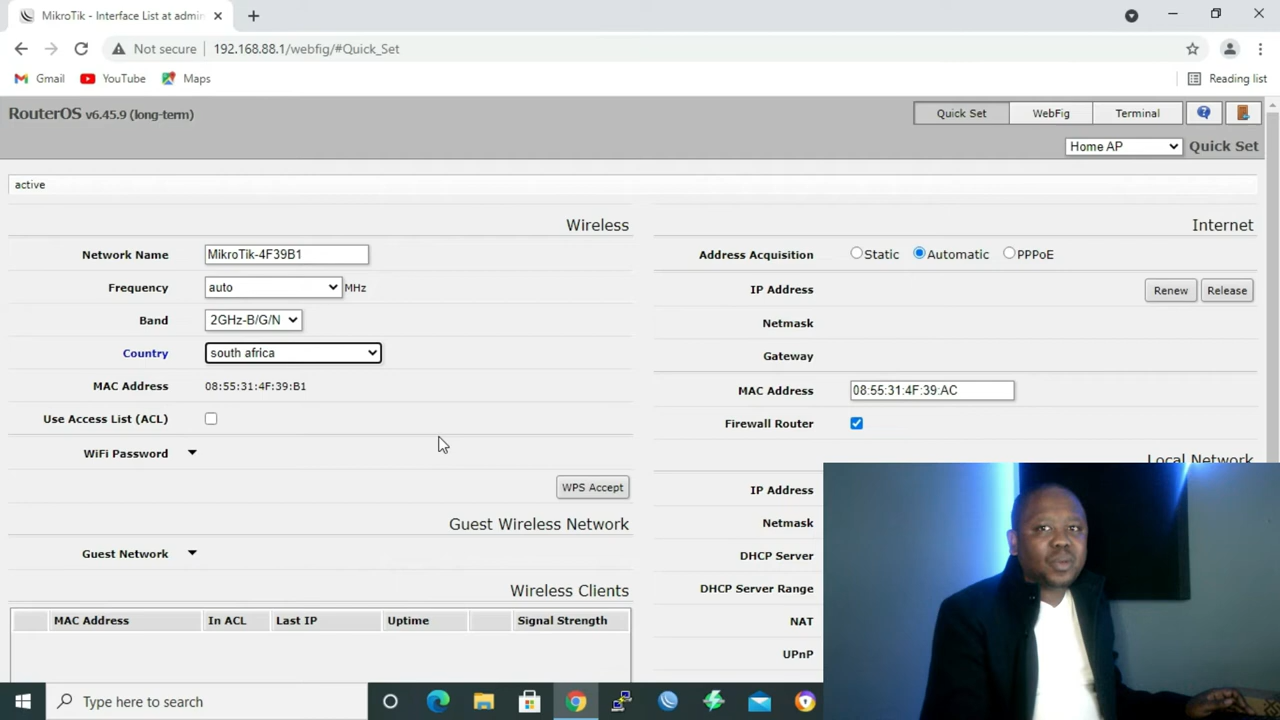 MikroTik - Interface List at admin
Not secure 192.168.88.1/webfig/#Quick_Set
Gmail YouTube Maps Reading list
RouterOS v6.45.9 (long-term) Quick Set WebFig Terminal
Home AP Quick Set
active
Wireless
Network Name MikroTik-4F39B1
Frequency auto MHz
Band 2GHz-B/G/N
Country south africa
MAC Address 08:55:31:4F:39:B1
Use Access List (ACL)
WiFi Password
WPS Accept
Guest Wireless Network
Guest Network
Wireless Clients
MAC Address In ACL Last IP Uptime Signal Strength
Internet
Address Acquisition Static Automatic PPPoE
IP Address Renew Release
Netmask
Gateway
MAC Address 08:55:31:4F:39:AC
Firewall Router
Local Network
IP Address
Netmask
DHCP Server
DHCP Server Range
NAT
UPnP
Type here to search